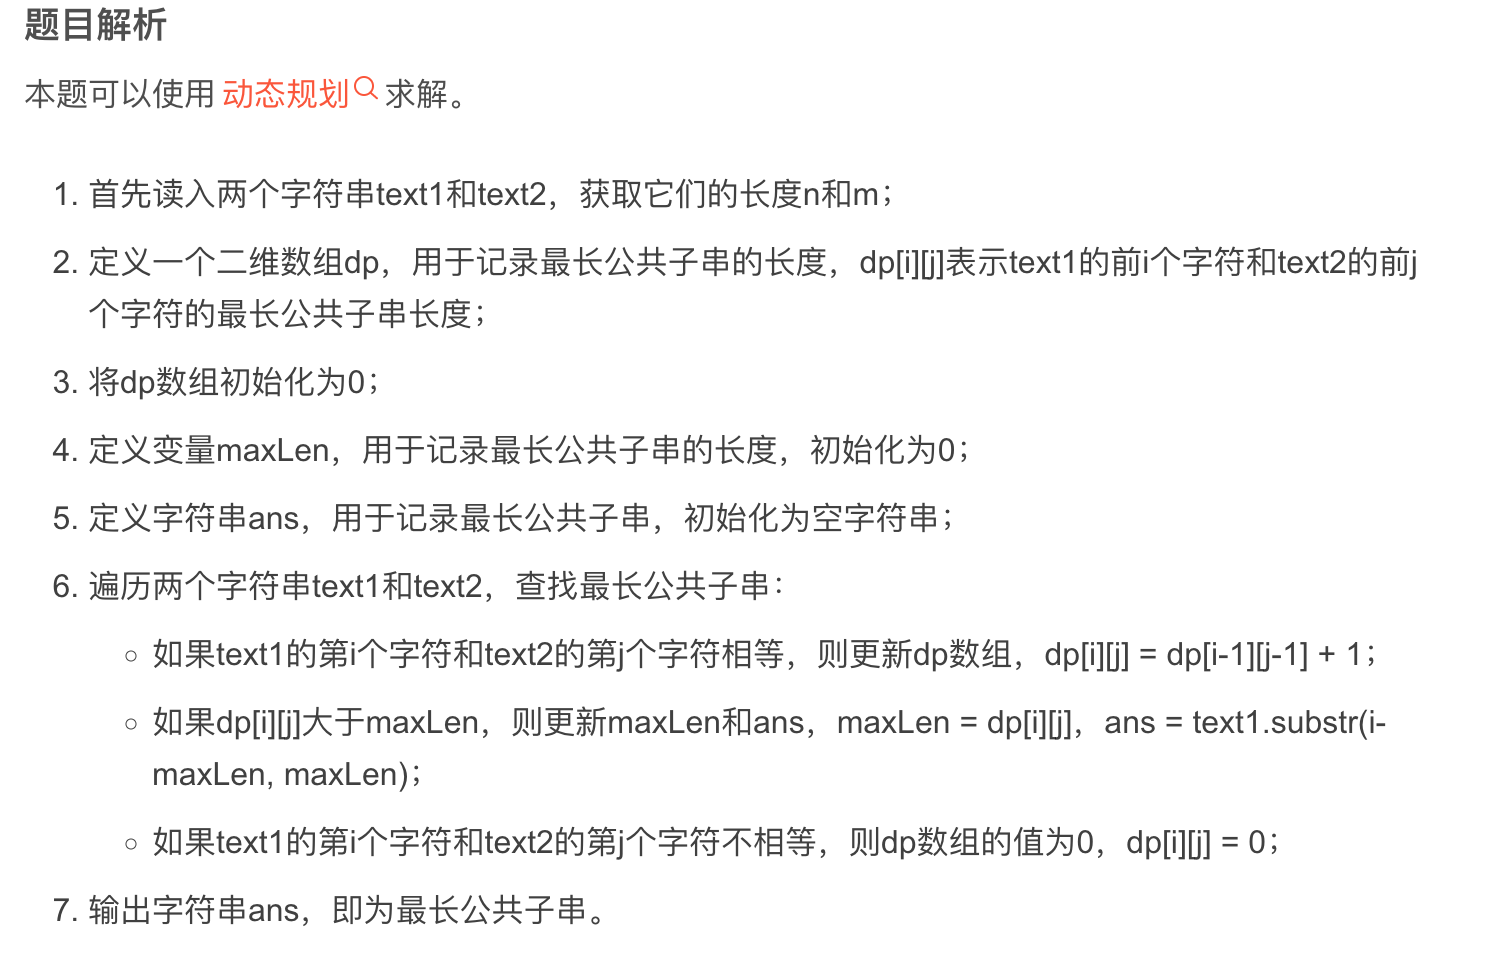 题目解析
本题可以使用 动态规划 求解。
1. 首先读入两个字符串text1和text2，获取它们的长度n和m；
2. 定义一个二维数组dp，用于记录最长公共子串的长度，dp[i][j]表示text1的前i个字符和text2的前j
个字符的最长公共子串长度；
3. 将dp数组初始化为0；
4. 定义变量maxLen，用于记录最长公共子串的长度，初始化为0；
5. 定义字符串ans，用于记录最长公共子串，初始化为空字符串；
6. 遍历两个字符串text1和text2，查找最长公共子串：
如果text1的第i个字符和text2的第j个字符相等，则更新dp数组，dp[i][j] = dp[i-1][j-1] + 1；
如果dp[i][j]大于maxLen，则更新maxLen和ans，maxLen = dp[i][j]，ans = text1.substr(i-
maxLen, maxLen)；
如果text1的第i个字符和text2的第j个字符不相等，则dp数组的值为0，dp[i][j] = 0；
7. 输出字符串ans，即为最长公共子串。